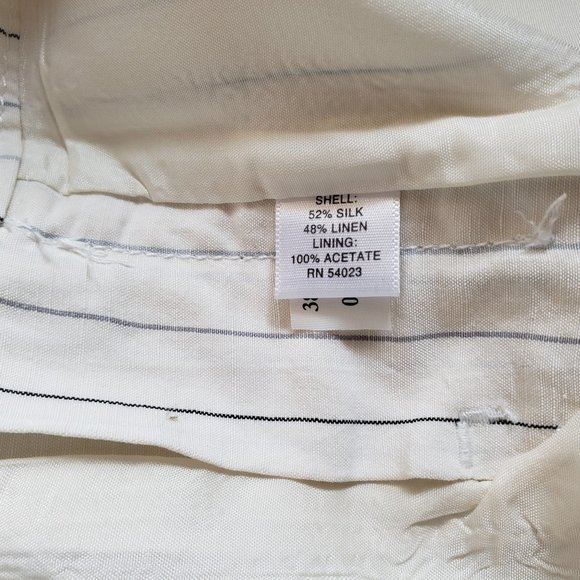 SHELL:
52% SILK
48% LINEN
LINING:
100% ACETATE
RN 54023